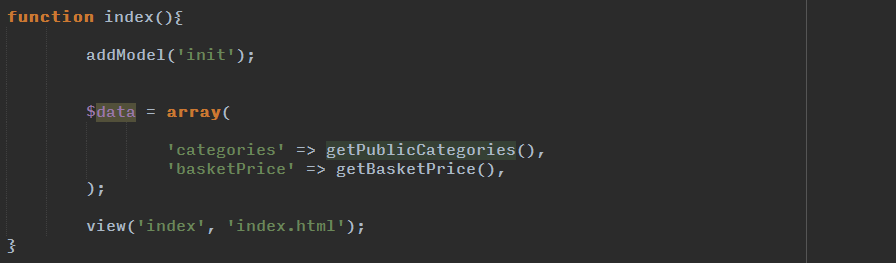 function index(){
addModel('init');
$data = array(
'categories' => getPublicCategories(),
'basketPrice' => getBasketPrice(),
);
view('index', 'index.html');
}